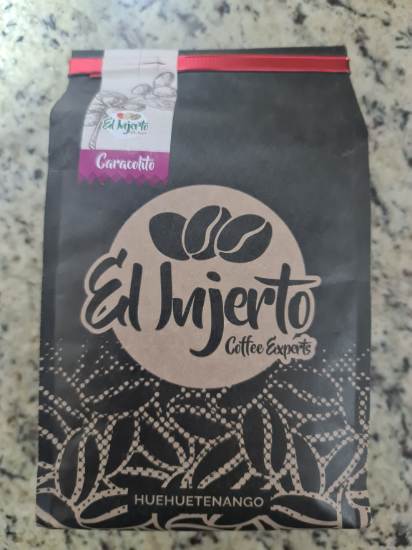 El Injerto
Caracolito
El Injerto
Coffee Experts
HUEHUETENANGO